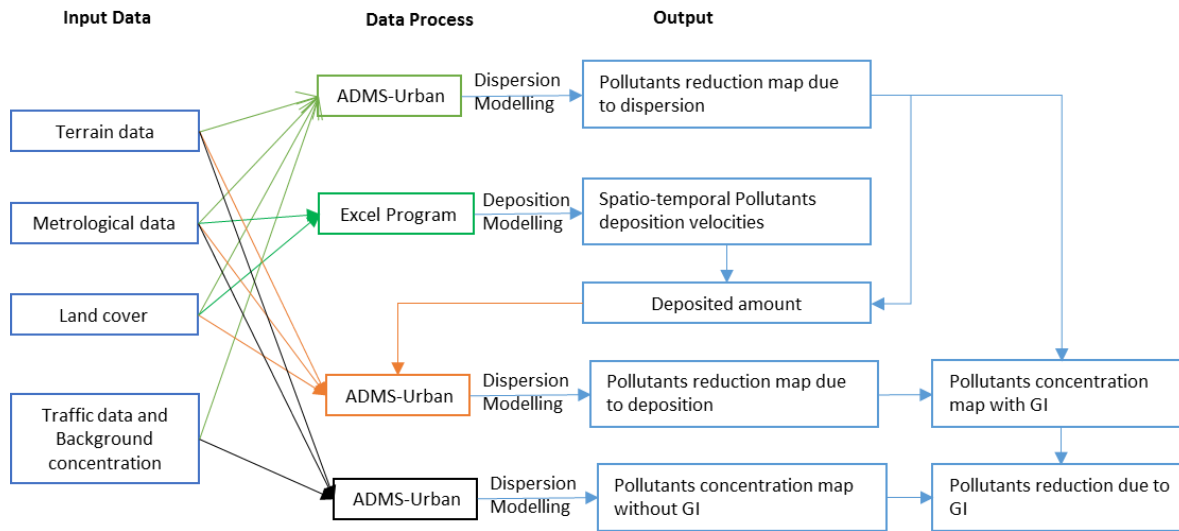 Input Data
Data Process
Output
Terrain data
Metrological data
Land cover
Traffic data and
Background
concentration
ADMS-Urban
Dispersion
Modelling
Pollutants reduction map due
to dispersion
Excel Program
Deposition
Modelling
Spatio-temporal Pollutants
deposition velocities
Deposited amount
ADMS-Urban
Dispersion
Modelling
Pollutants reduction map due
to deposition
Pollutants concentration
map with GI
ADMS-Urban
Dispersion
Modelling
Pollutants concentration map
without GI
Pollutants reduction due to
GI